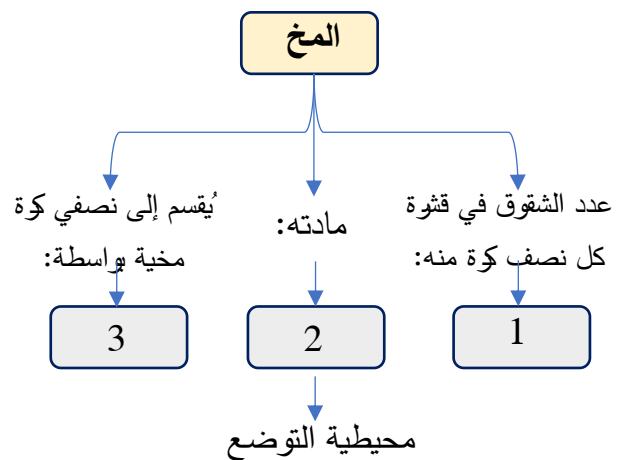 المخ
عدد الشقوق في قشرة
كل نصف كرة منه:
1
مادته:
2
محيطية التوضع
يُقسم إلى نصفي كرة
مخية بواسطة:
3